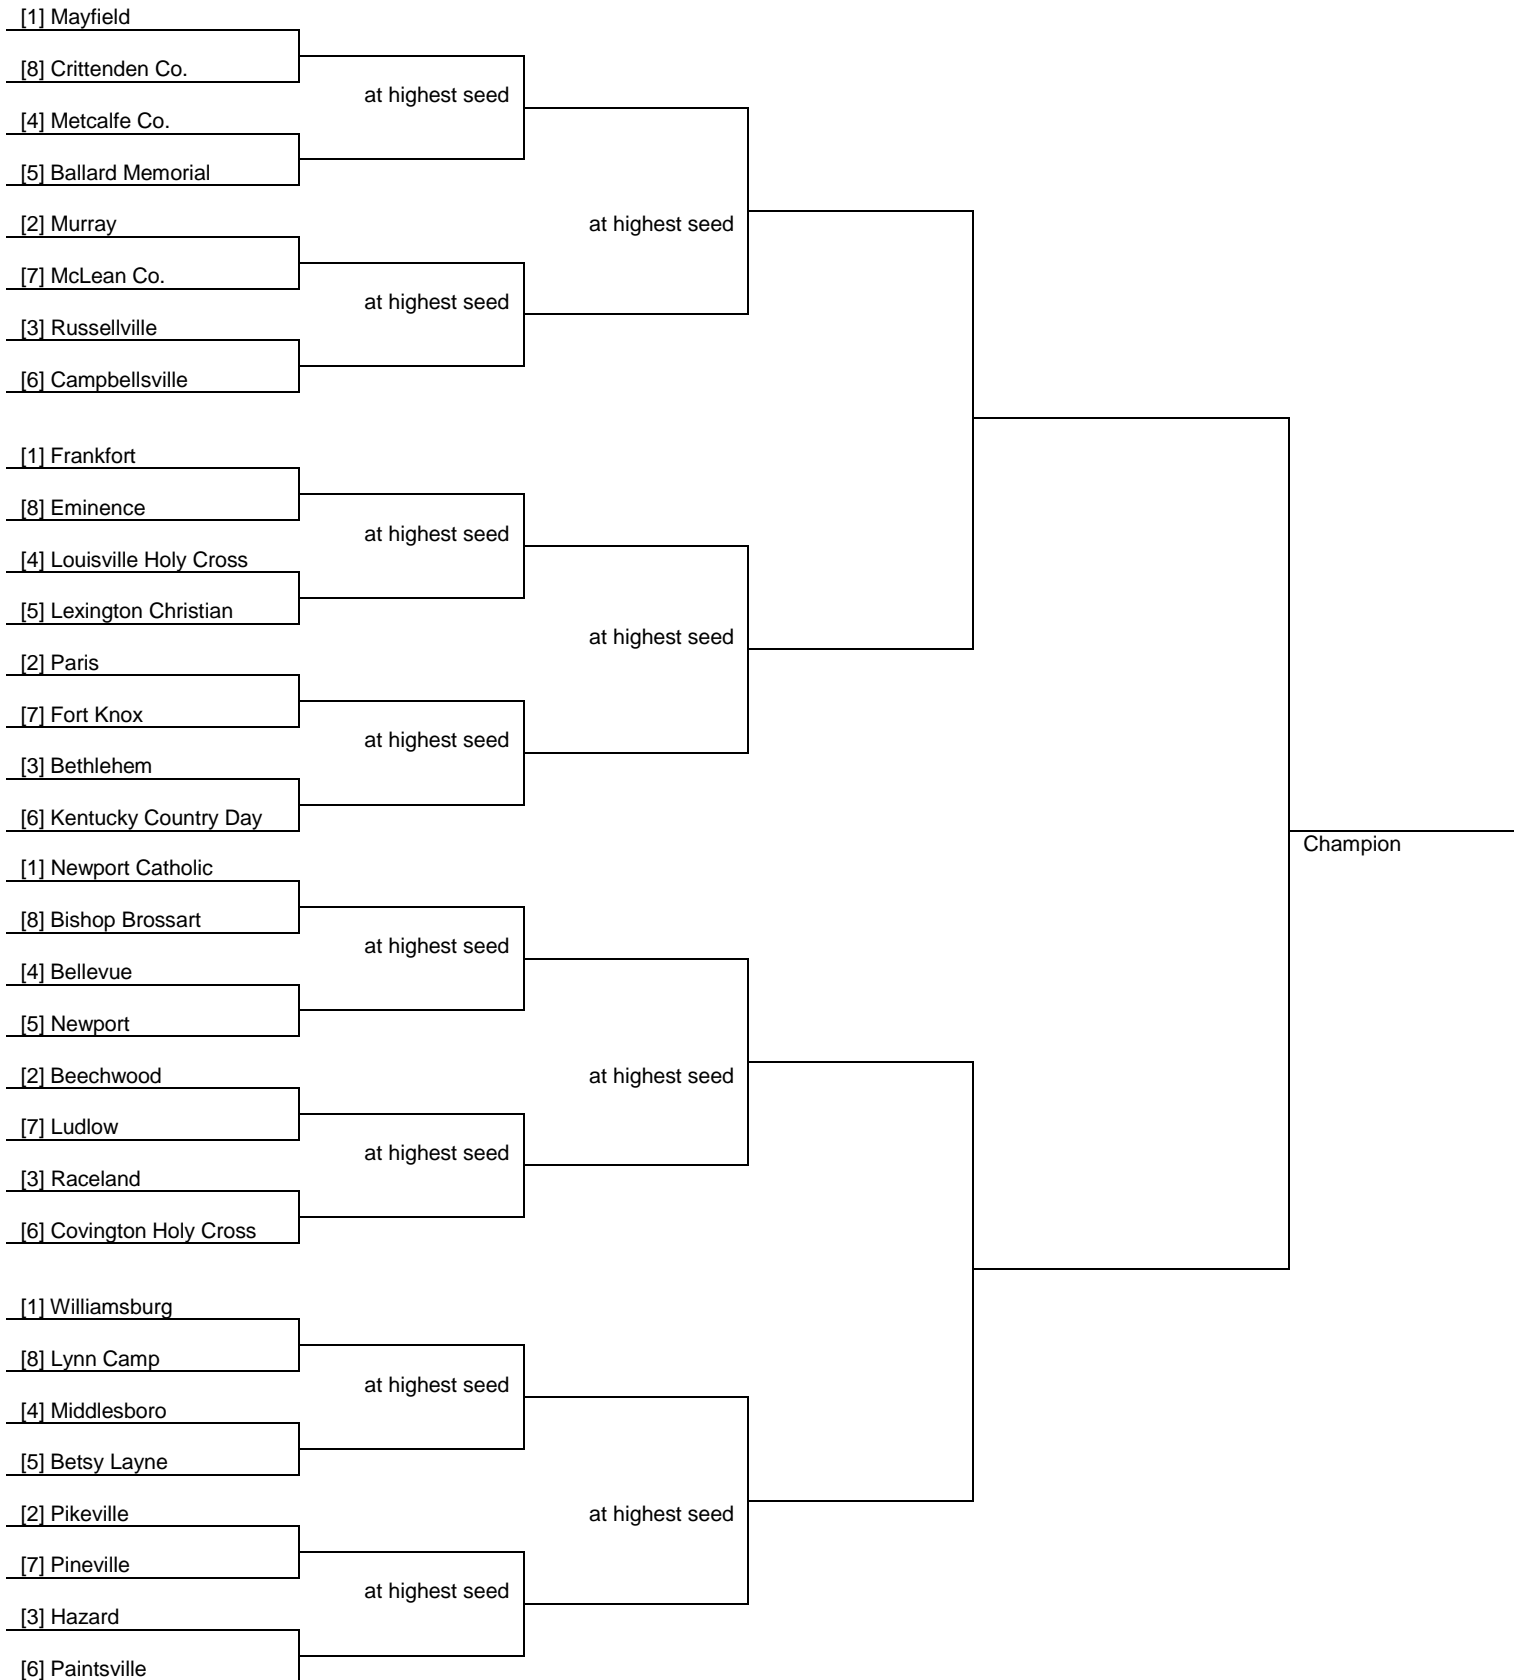 [1] Mayfield
[8] Crittenden Co.
at highest seed
[4] Metcalfe Co.
[5] Ballard Memorial
[2] Murray
at highest seed
[7] McLean Co.
at highest seed
[3] Russellville
[6] Campbellsville
[1] Frankfort
[8] Eminence
at highest seed
[4] Louisville Holy Cross
[5] Lexington Christian
at highest seed
[2] Paris
[7] Fort Knox
at highest seed
[3] Bethlehem
[6] Kentucky Country Day
Champion
[1] Newport Catholic
[8] Bishop Brossart
at highest seed
[4] Bellevue
[5] Newport
[2] Beechwood
at highest seed
[7] Ludlow
at highest seed
[3] Raceland
[6] Covington Holy Cross
[1] Williamsburg
[8] Lynn Camp
at highest seed
[4] Middlesboro
[5] Betsy Layne
[2] Pikeville
at highest seed
[7] Pineville
at highest seed
[3] Hazard
[6] Paintsville